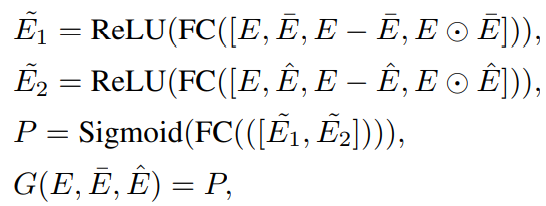 Ẽ₁ = ReLU(FC([E, Ē, E − Ē, E ⊙ Ē])),
Ẽ₂ = ReLU(FC([E, Ê, E − Ê, E ⊙ Ê])),
P = Sigmoid(FC(([Ẽ₁, Ẽ₂]))),
G(E, Ē, Ê) = P,